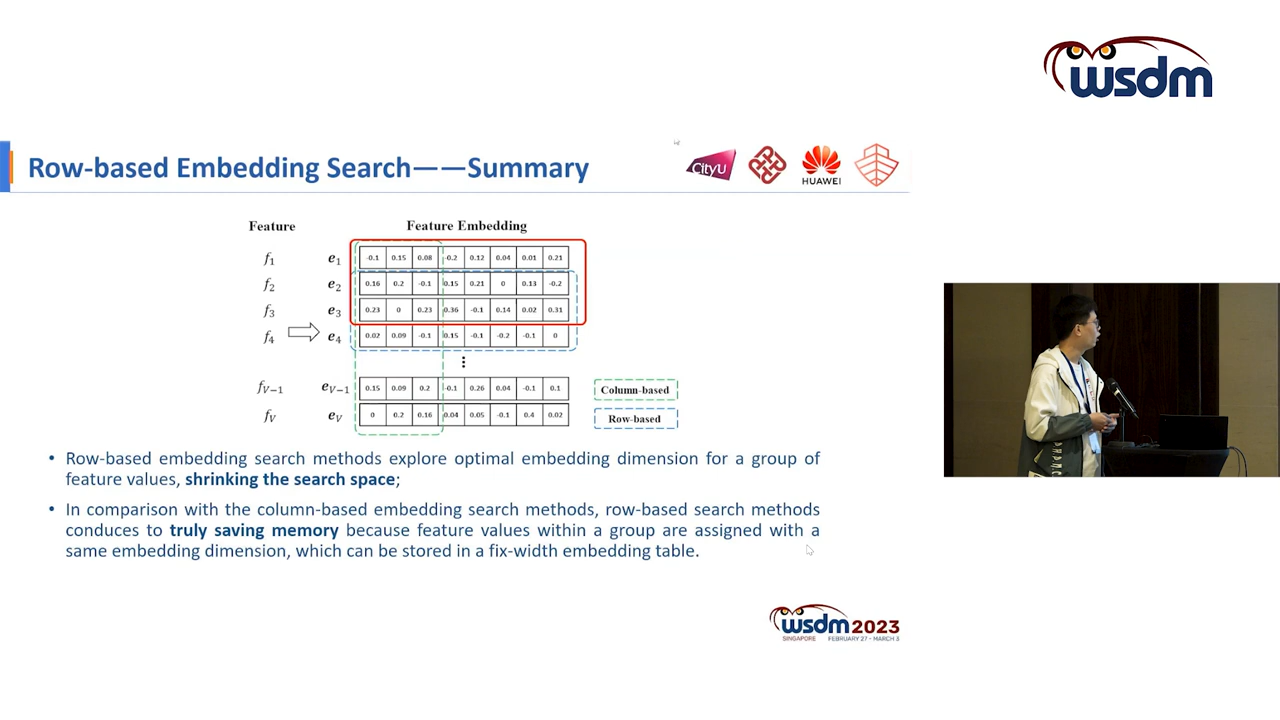 wsdm
Row-based Embedding Search——Summary
CityU
HUAWEI
Feature Feature Embedding
f1 e1 -0.1 0.15 0.08 -0.2 0.12 0.04 0.01 0.21
f2 e2 0.16 0.2 -0.1 0.15 0.21 0 0.13 -0.2
f3 e3 0.23 0 0.23 0.36 -0.1 0.14 0.02 0.31
f4 e4 0.02 0.09 -0.1 0.15 -0.1 -0.2 -0.1 0
⋮
fV−1 eV−1 0.15 0.09 0.2 -0.1 0.26 0.04 -0.1 0.1
Column-based
fV eV 0 0.2 0.16 0.04 0.05 -0.1 0.4 0.02
Row-based
• Row-based embedding search methods explore optimal embedding dimension for a group of
feature values, shrinking the search space;
• In comparison with the column-based embedding search methods, row-based search methods
conduces to truly saving memory because feature values within a group are assigned with a
same embedding dimension, which can be stored in a fix-width embedding table.
wsdm 2023
SINGAPORE FEBRUARY 27 - MARCH 3